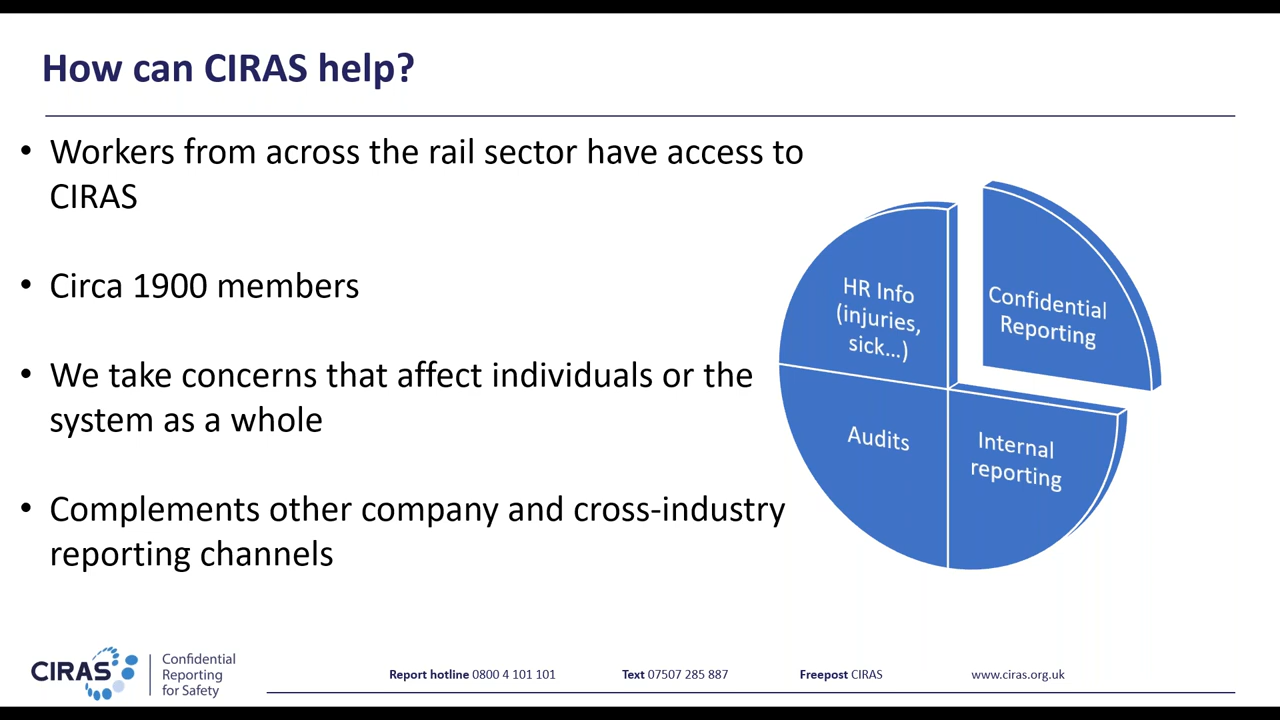 How can CIRAS help?
• Workers from across the rail sector have access to
CIRAS
• Circa 1900 members
• We take concerns that affect individuals or the
system as a whole
• Complements other company and cross-industry
reporting channels
HR Info
(injuries,
sick...)
Confidential
Reporting
Audits
Internal
reporting
CIRAS
Confidential
Reporting
for Safety
Report hotline 0800 4 101 101
Text 07507 285 887
Freepost CIRAS
www.ciras.org.uk